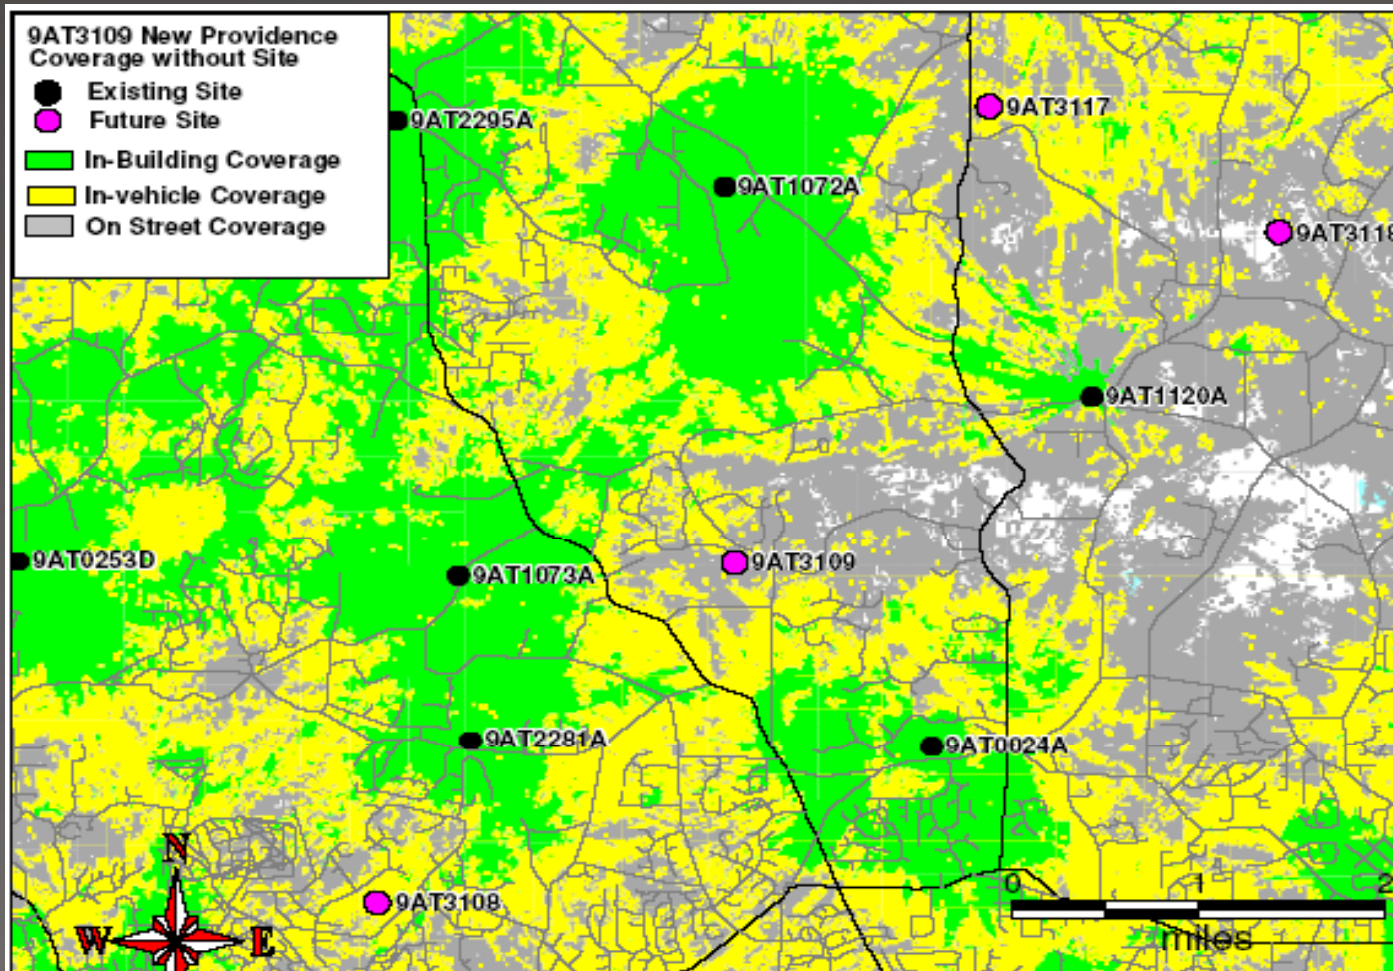 9AT3109 New Providence
Coverage without Site
Existing Site
Future Site
In-Building Coverage
In-vehicle Coverage
On Street Coverage
9AT2295A
9AT3117
9AT1072A
9AT3118
9AT1120A
9AT0253D
9AT1073A
9AT3109
9AT2281A
9AT0024A
9AT3108
N
W
E
0 1 2
miles